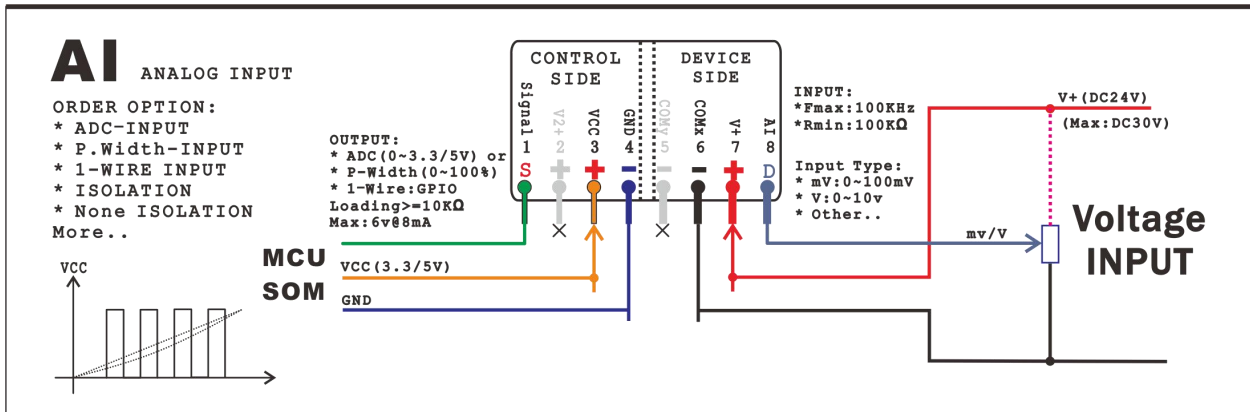 AI ANALOG INPUT
ORDER OPTION:
* ADC-INPUT
* P.Width-INPUT
* 1-WIRE INPUT
* ISOLATION
* None ISOLATION
More..
VCC
OUTPUT:
* ADC(0~3.3/5V) or
* P-Width(0~100%)
* 1-Wire:GPIO
Loading>=10KΩ
Max:6v@8mA
MCU
SOM
VCC(3.3/5V)
GND
CONTROL
SIDE
DEVICE
SIDE
Signal 1
V2+ 2
VCC 3
GND 4
COMy 5
COMx 6
V+ 7
AI 8
S
D
INPUT:
*Fmax:100KHz
*Rmin:100KΩ
Input Type:
* mV:0~100mV
* V:0~10v
* Other..
V+(DC24V)
(Max:DC30V)
mv/V
Voltage
INPUT